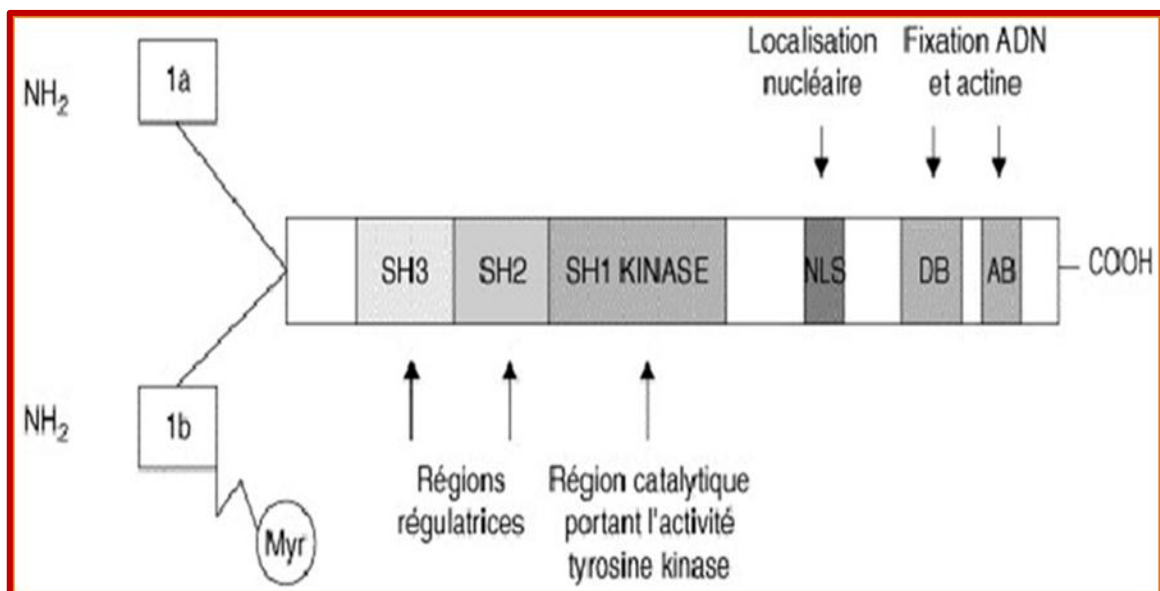 Localisation
nucléaire
Fixation ADN
et actine
NH₂
1a
SH3
SH2
SH1 KINASE
NLS
DB
AB
COOH
NH₂
1b
Myr
Régions
régulatrices
Région catalytique
portant l'activité
tyrosine kinase